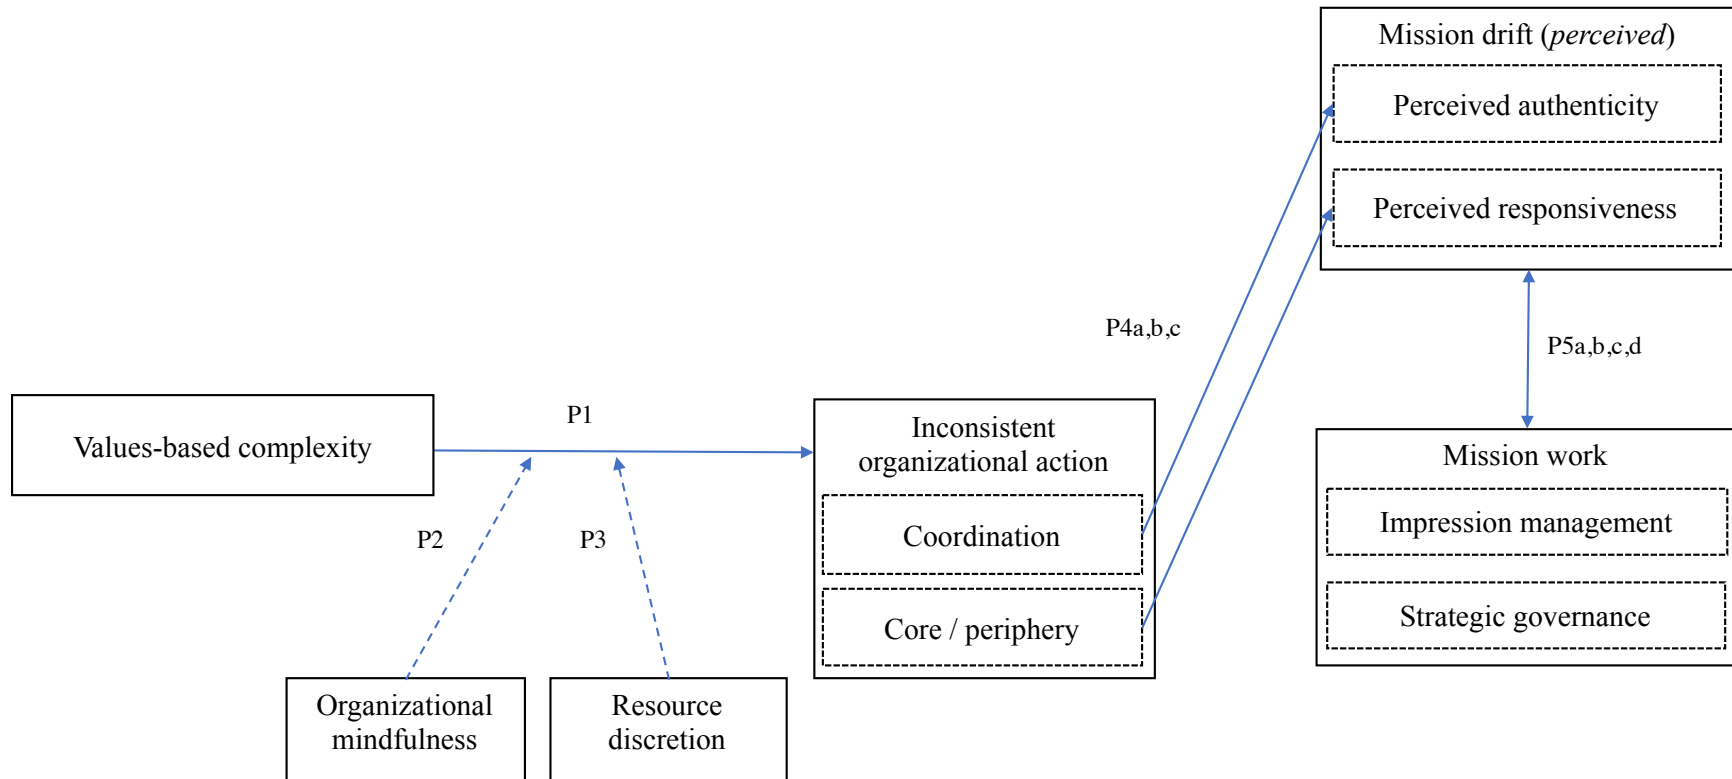 Mission drift (perceived)
Perceived authenticity
Perceived responsiveness
P4a,b,c
P5a,b,c,d
P1
Values-based complexity
Inconsistent
organizational action
Mission work
Coordination
Impression management
P2
P3
Core / periphery
Strategic governance
Organizational
mindfulness
Resource
discretion